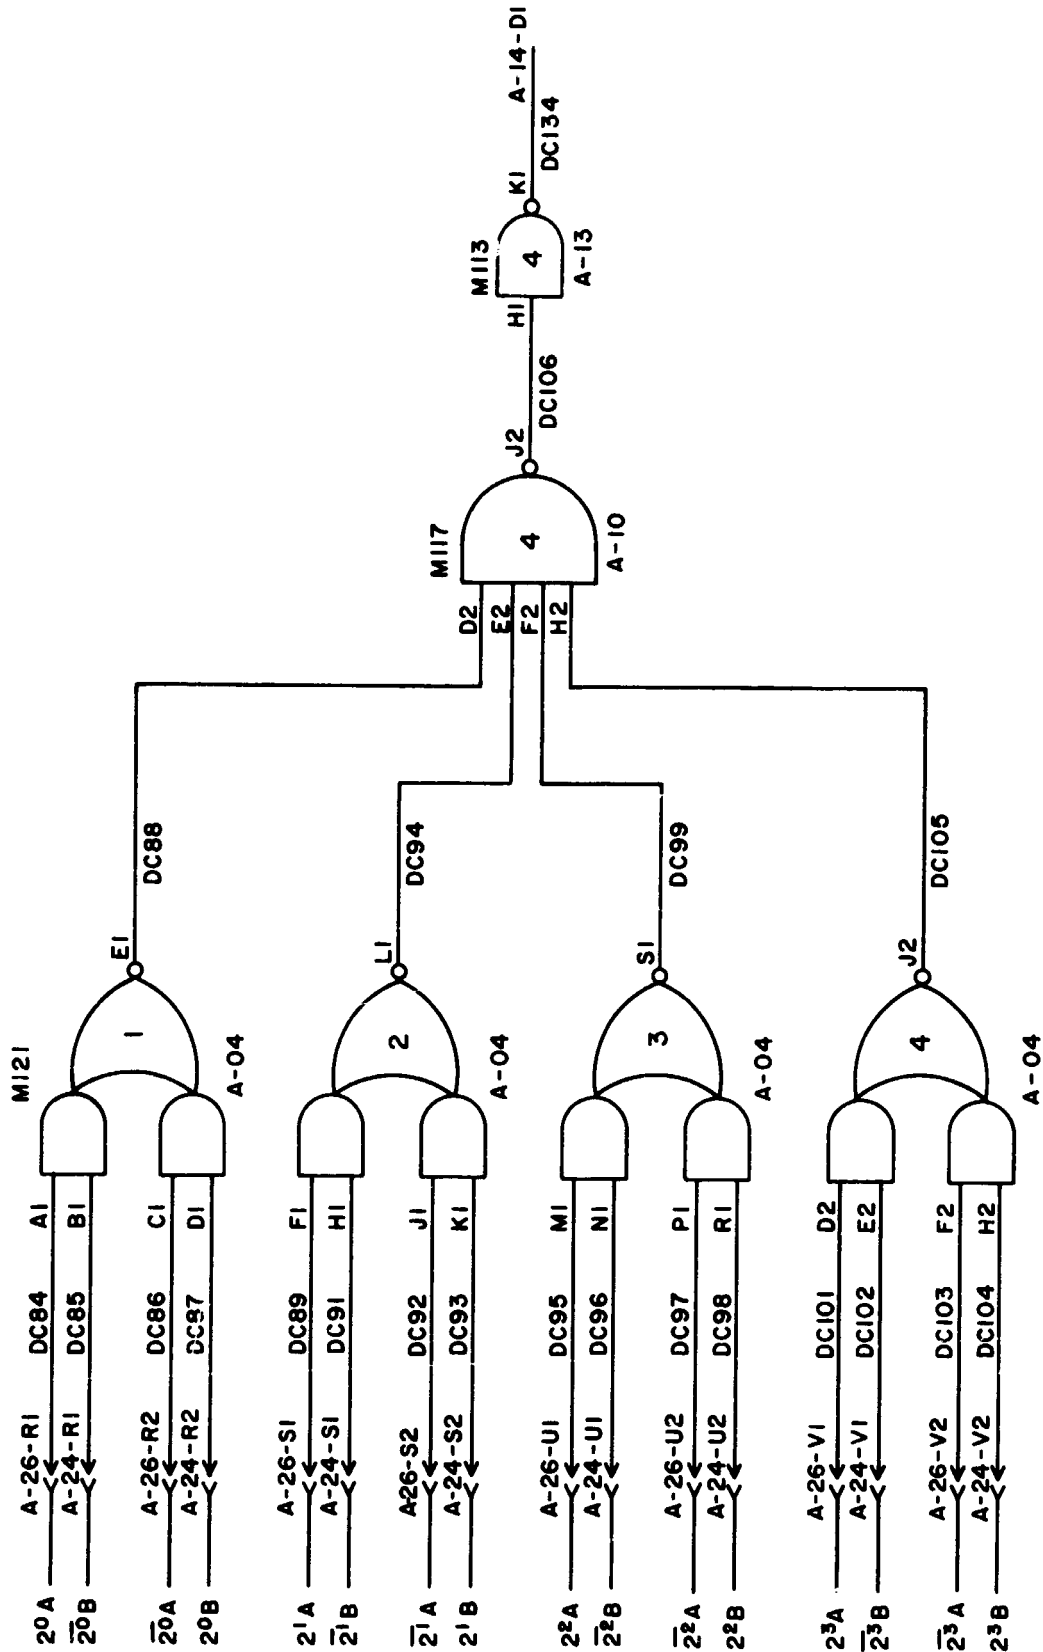 2⁰A A-26-R1 DC84 A1
2̅⁰B A-24-R1 DC85 B1
2̅⁰A A-26-R2 DC86 C1
2⁰B A-24-R2 DC87 D1
M121
1
A-04
E1
DC88
2¹A A-26-S1 DC89 F1
2̅¹B A-24-S1 DC91 H1
2̅¹A A-26-S2 DC92 J1
2¹B A-24-S2 DC93 K1
2
A-04
L1
DC94
2²A A-26-U1 DC95 M1
2̅²B A-24-U1 DC96 N1
2̅²A A-26-U2 DC97 P1
2²B A-24-U2 DC98 R1
3
A-04
S1
DC99
2³A A-26-V1 DC101 D2
2̅³B A-24-V1 DC102 E2
2̅³A A-26-V2 DC103 F2
2³B A-24-V2 DC104 H2
4
A-04
J2
DC105
D2
E2
F2
H2
M117
4
A-10
J2
DC106
H1
M113
4
A-13
K1
DC134
A-14-D1